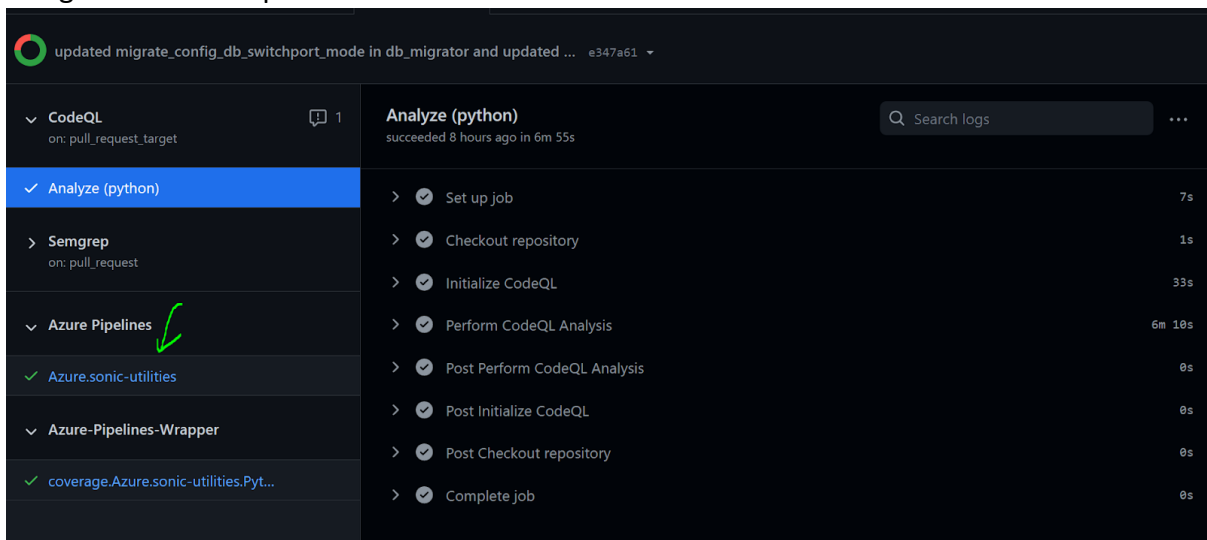 updated migrate_config_db_switchport_mode in db_migrator and updated ... e347a61
CodeQL 1
on: pull_request_target
Analyze (python)
Semgrep
on: pull_request
Azure Pipelines
Azure.sonic-utilities
Azure-Pipelines-Wrapper
coverage.Azure.sonic-utilities.Pyt...
Analyze (python)
succeeded 8 hours ago in 6m 55s
Search logs
Set up job 7s
Checkout repository 1s
Initialize CodeQL 33s
Perform CodeQL Analysis 6m 10s
Post Perform CodeQL Analysis 0s
Post Initialize CodeQL 0s
Post Checkout repository 0s
Complete job 0s